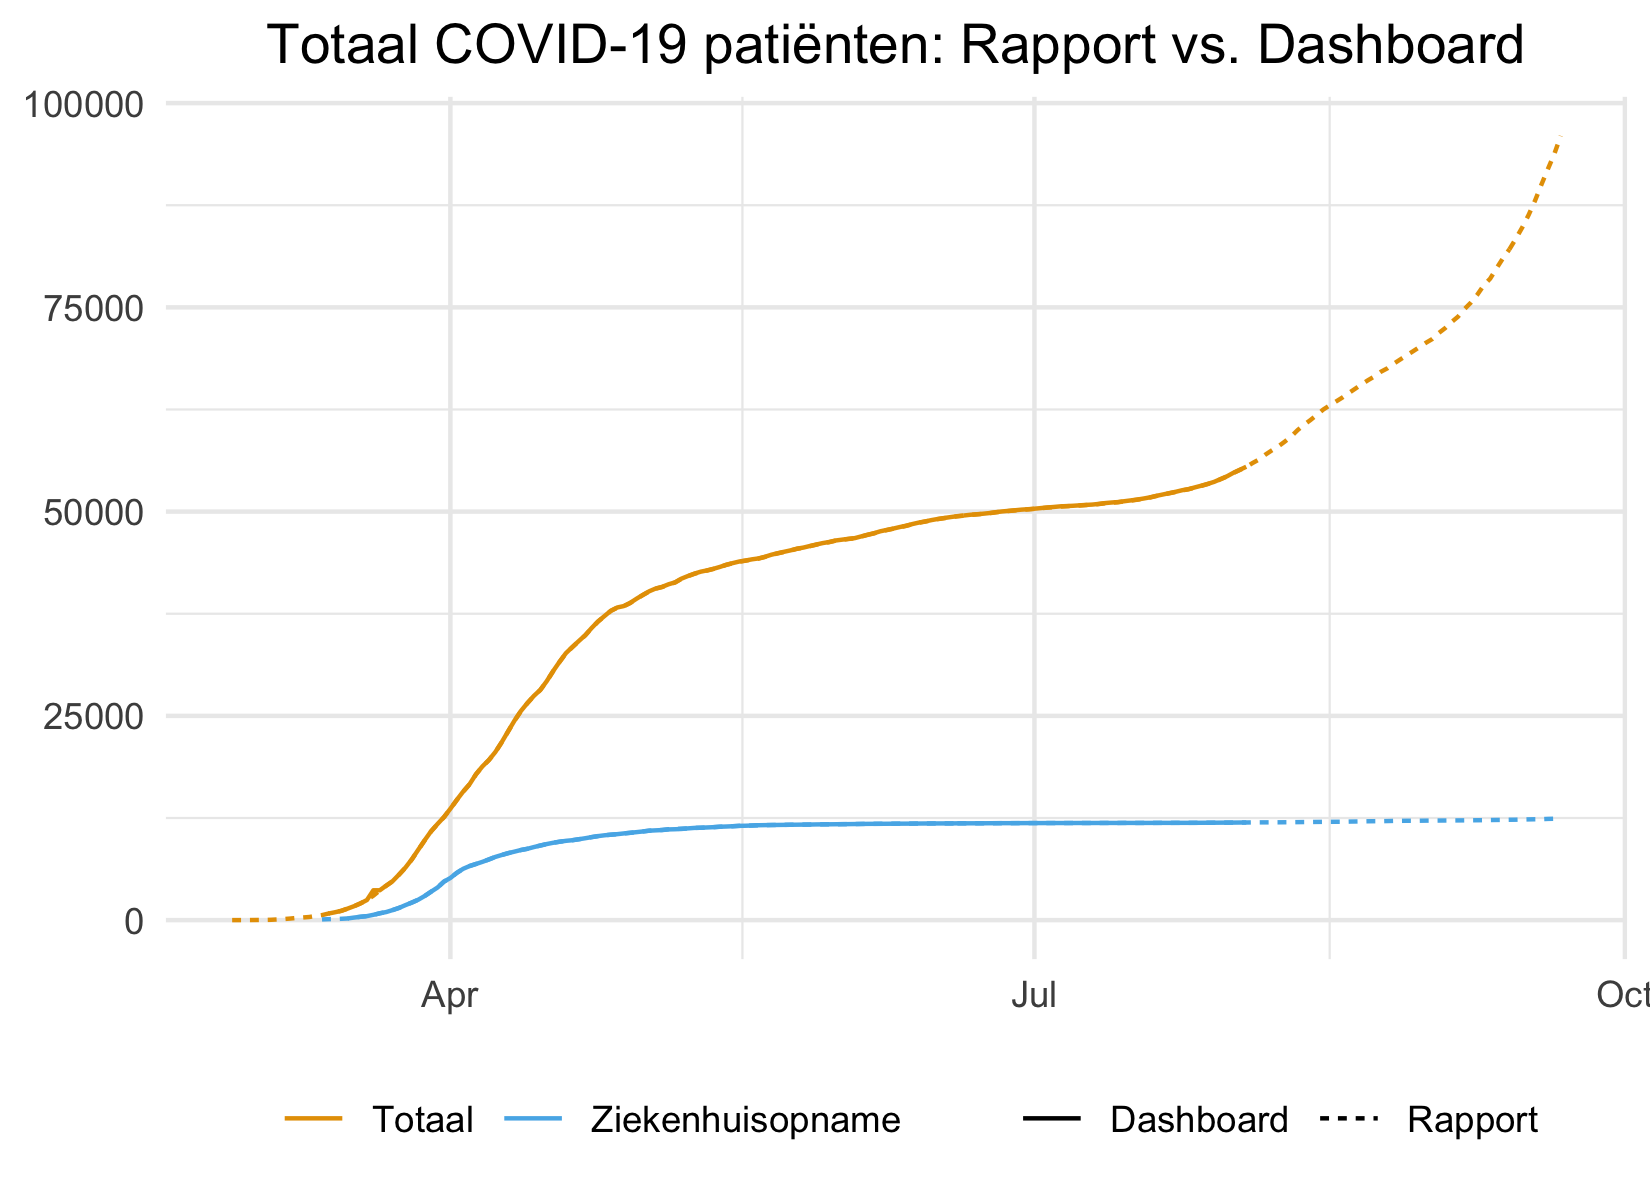 Totaal COVID-19 patiënten: Rapport vs. Dashboard
100000
75000
50000
25000
0
Apr Jul Oct
Totaal Ziekenhuisopname Dashboard Rapport